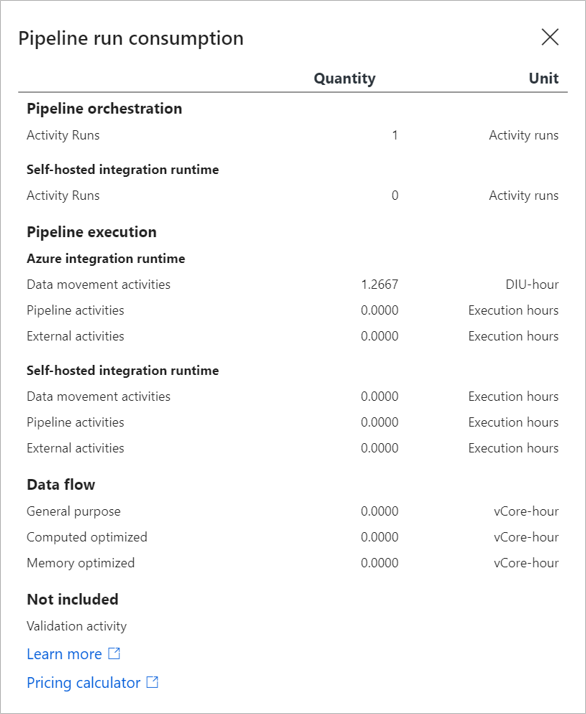 Pipeline run consumption
Quantity Unit
Pipeline orchestration
Activity Runs 1 Activity runs
Self-hosted integration runtime
Activity Runs 0 Activity runs
Pipeline execution
Azure integration runtime
Data movement activities 1.2667 DIU-hour
Pipeline activities 0.0000 Execution hours
External activities 0.0000 Execution hours
Self-hosted integration runtime
Data movement activities 0.0000 Execution hours
Pipeline activities 0.0000 Execution hours
External activities 0.0000 Execution hours
Data flow
General purpose 0.0000 vCore-hour
Computed optimized 0.0000 vCore-hour
Memory optimized 0.0000 vCore-hour
Not included
Validation activity
Learn more
Pricing calculator